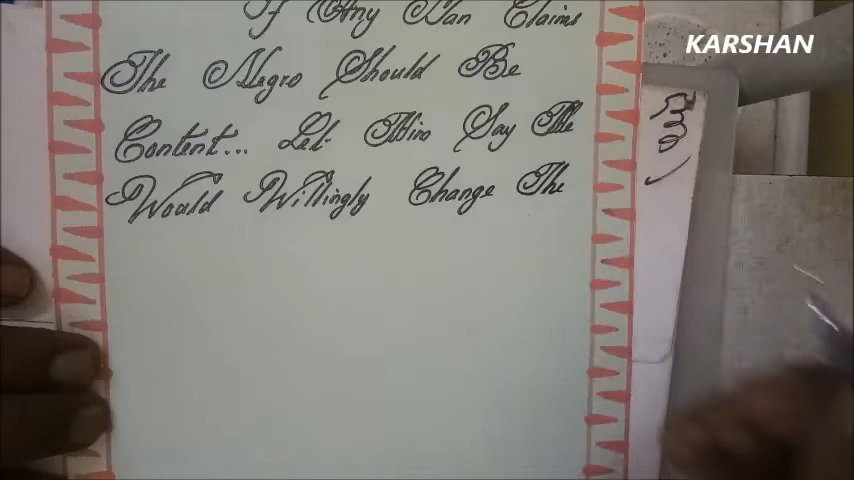 If Any Man Claims
KARSHAN
The Negro Should Be
Content... Let Him Say He
Would Willingly Change The